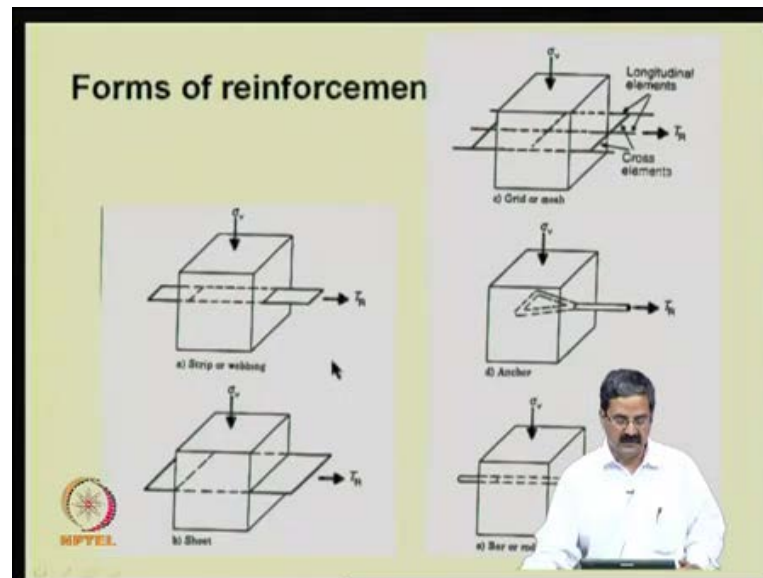 Forms of reinforcemen
σv
Longitudinal
elements
TR
Cross
elements
c) Grid or mesh
σv
TR
a) Strip or webbing
σv
TR
d) Anchor
σv
TR
b) Sheet
σv
e) Bar or rod
NPTEL